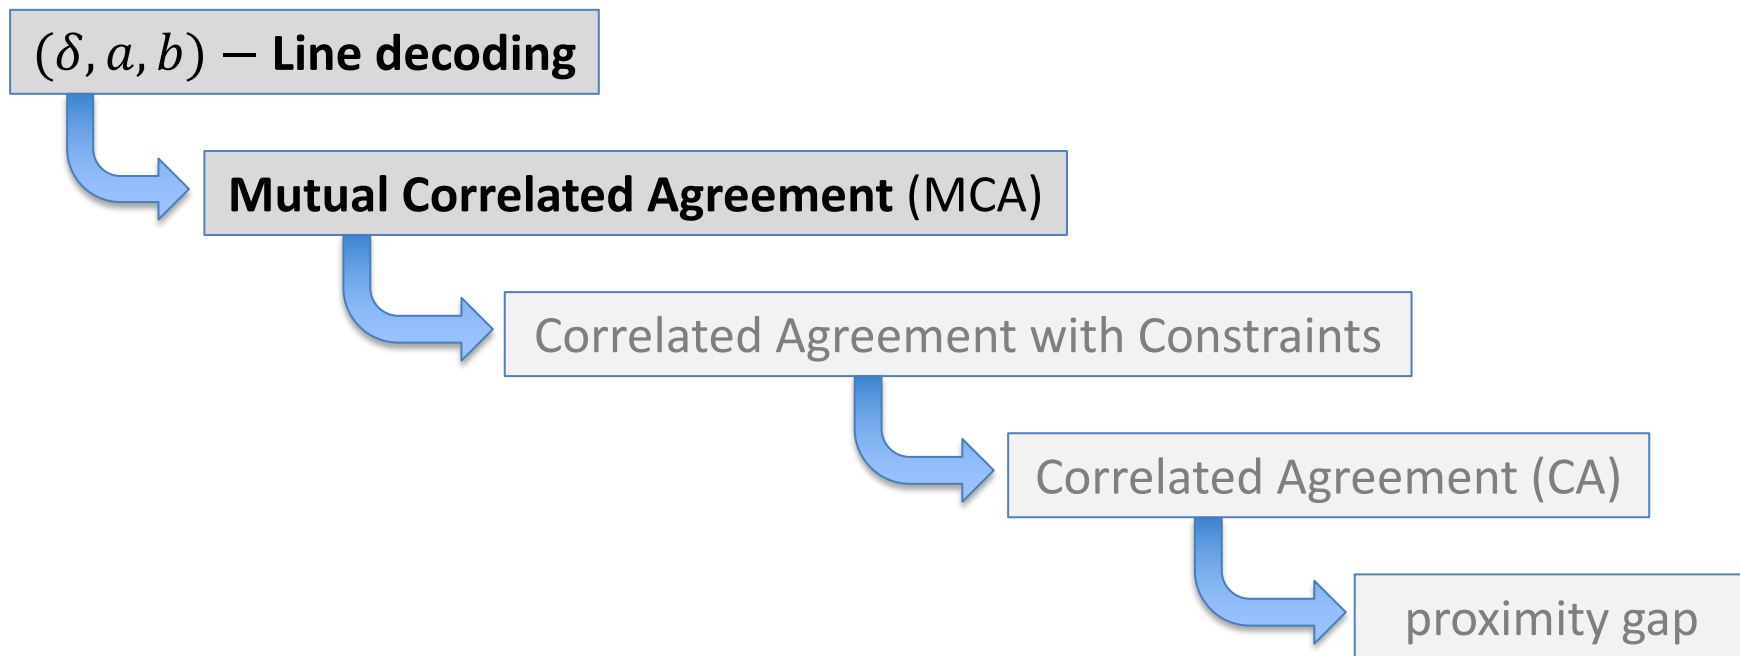 (δ, a, b) − Line decoding
Mutual Correlated Agreement (MCA)
Correlated Agreement with Constraints
Correlated Agreement (CA)
proximity gap